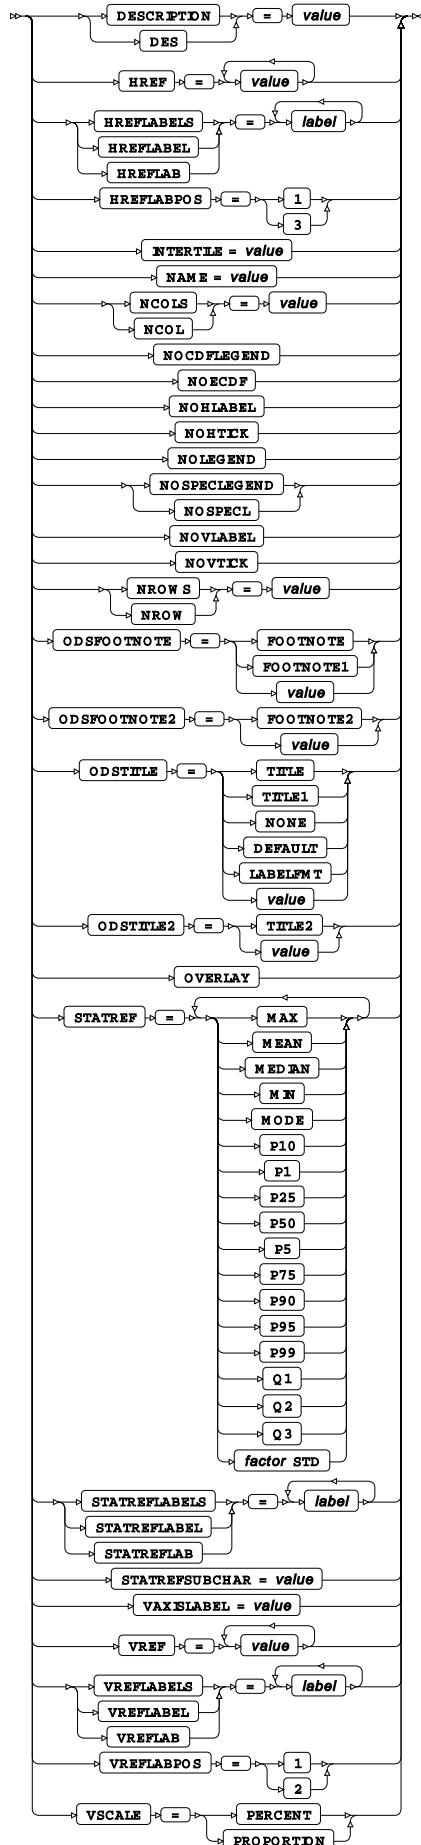 DESCRIPTION = value
DES
HREF = value
HREFLABELS = label
HREFLABEL
HREFLAB
HREFLABPOS = 1
3
INTERTILE = value
NAME = value
NCOLS = value
NCOL
NOCDFLEGEND
NOECDF
NOHLABEL
NOHTICK
NOLEGEND
NOSPECLEGEND
NOSPECL
NOVLABEL
NOVTICK
NROWS = value
NROW
ODSFOOTNOTE = FOOTNOTE
FOOTNOTE1
value
ODSFOOTNOTE2 = FOOTNOTE2
value
ODSTITLE = TITLE
TITLE1
NONE
DEFAULT
LABELFMT
value
ODSTITLE2 = TITLE2
value
OVERLAY
STATREF = MAX
MEAN
MEDIAN
MIN
MODE
P10
P1
P25
P50
P5
P75
P90
P95
P99
Q1
Q2
Q3
factor STD
STATREFLABELS = label
STATREFLABEL
STATREFLAB
STATREFSUBCHAR = value
VAXISLABEL = value
VREF = value
VREFLABELS = label
VREFLABEL
VREFLAB
VREFLABPOS = 1
2
VSCALE = PERCENT
PROPORTION